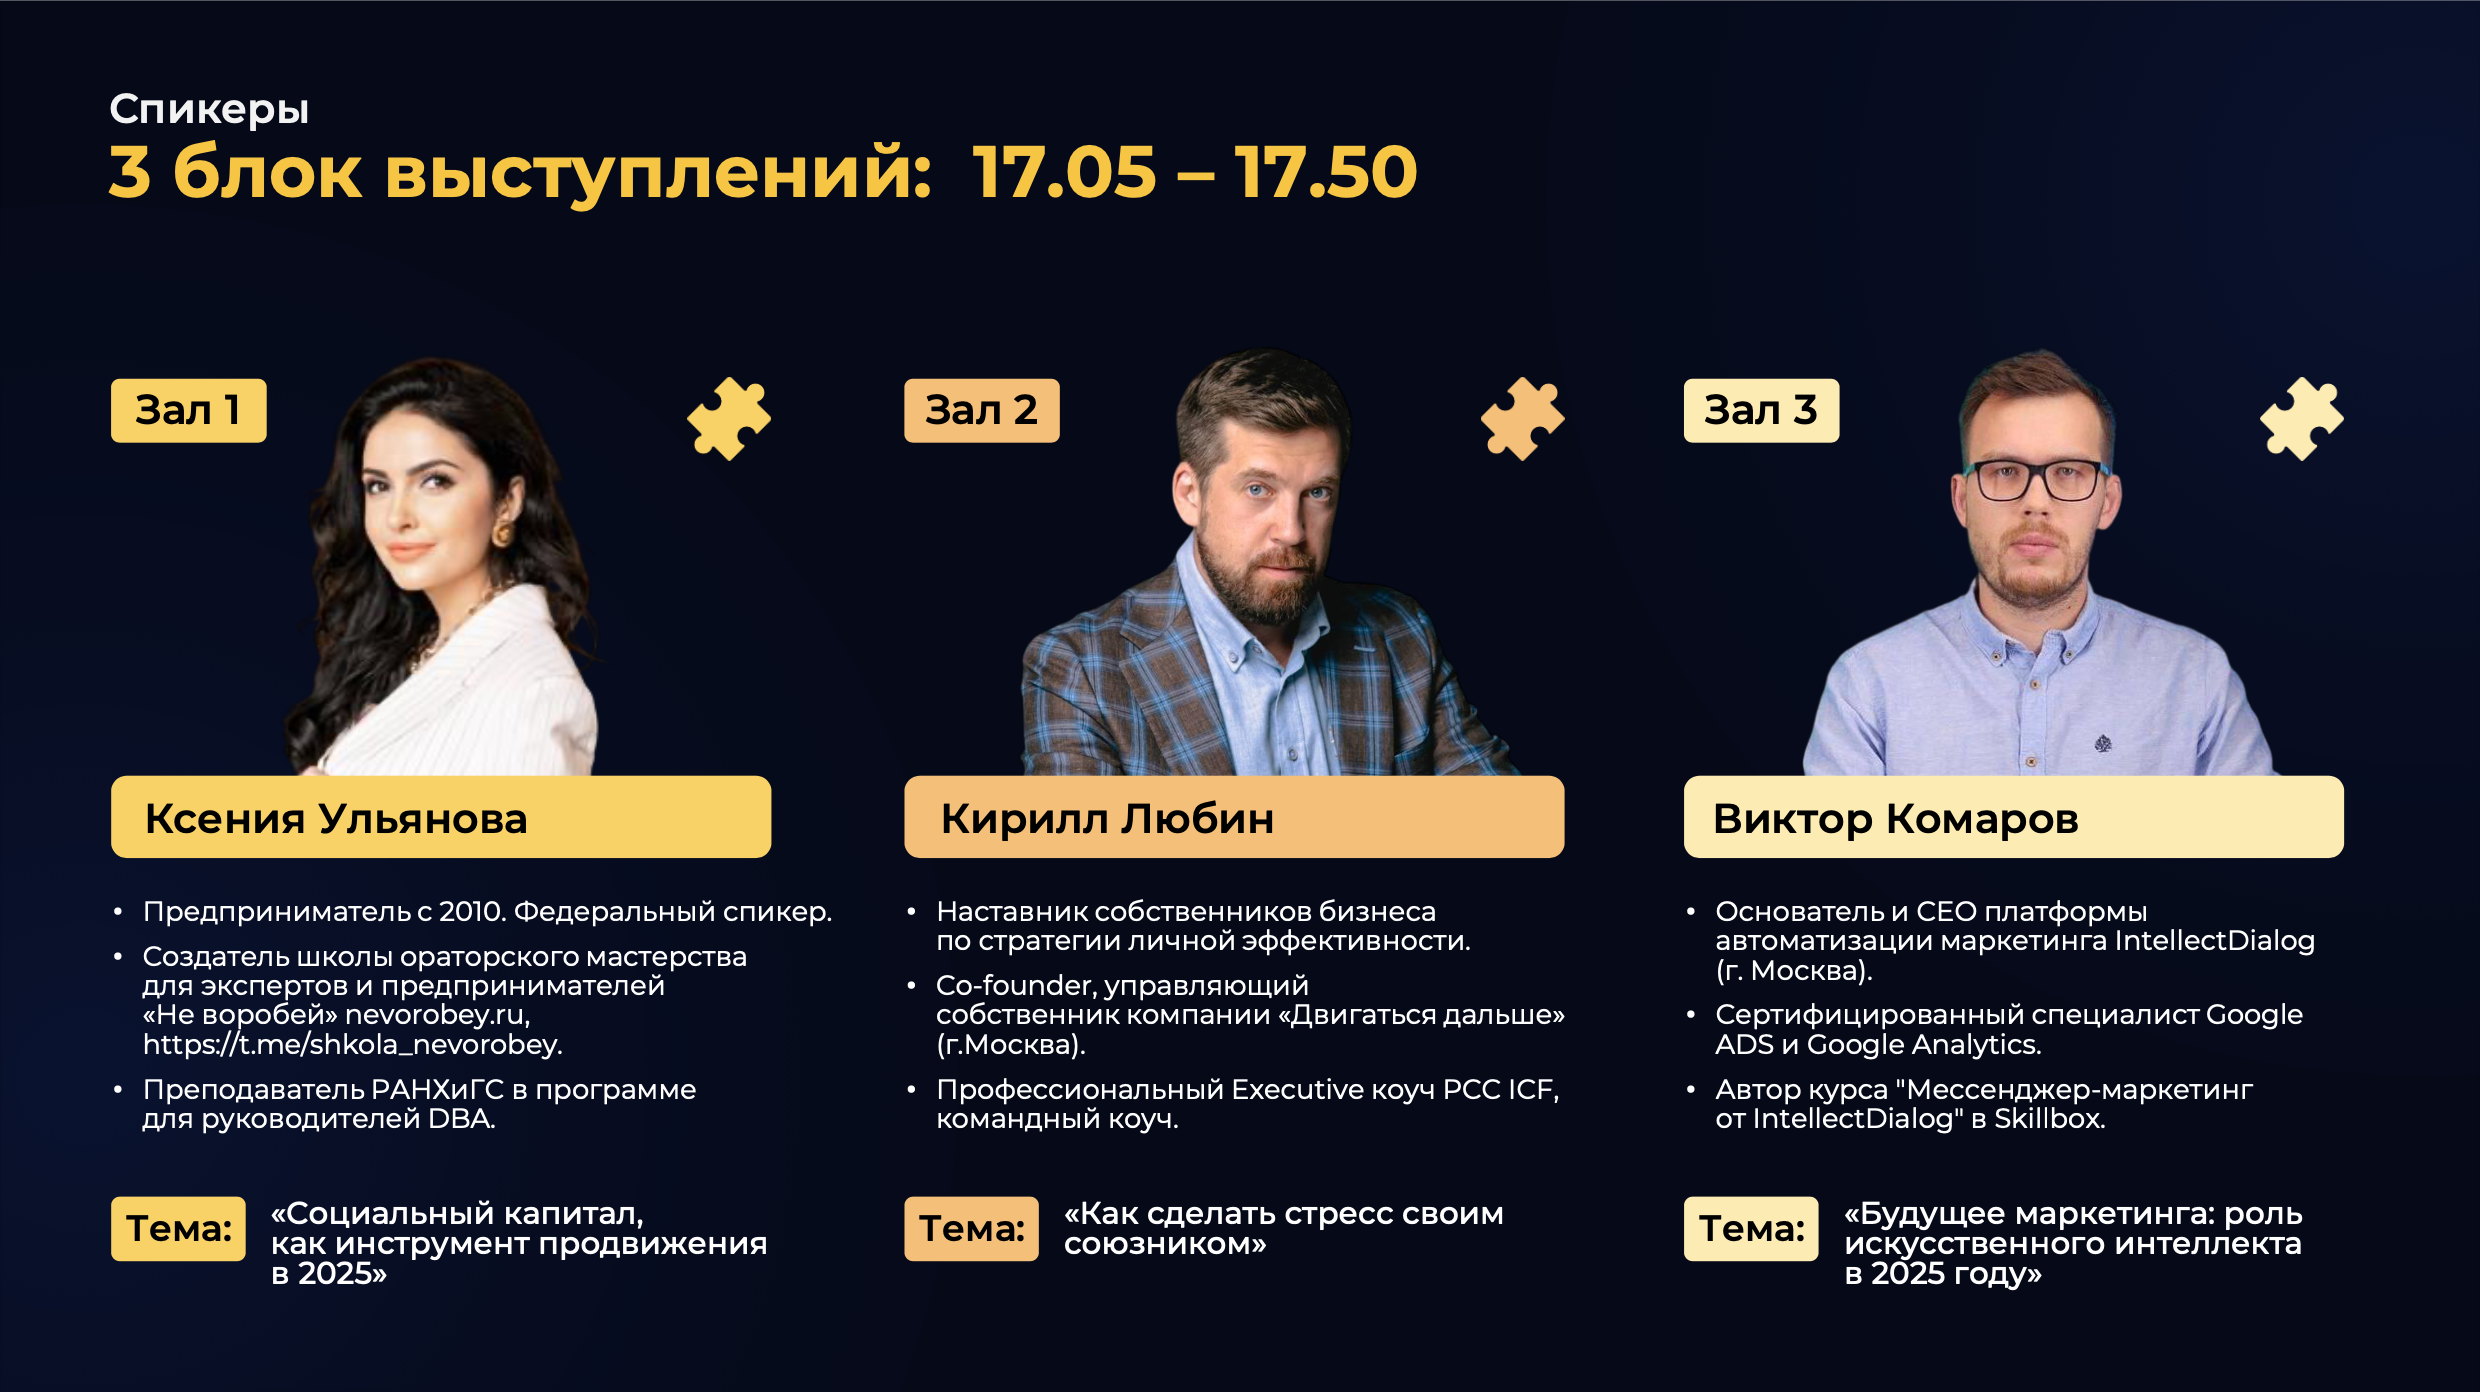 Спикеры
3 блок выступлений: 17.05 – 17.50
Зал 1
Ксения Ульянова
• Предприниматель с 2010. Федеральный спикер.
• Создатель школы ораторского мастерства
для экспертов и предпринимателей
«Не воробей» nevorobey.ru,
https://t.me/shkola_nevorobey.
• Преподаватель РАНХиГС в программе
для руководителей DBA.
Тема:
«Социальный капитал,
как инструмент продвижения
в 2025»
Зал 2
Кирилл Любин
• Наставник собственников бизнеса
по стратегии личной эффективности.
• Co-founder, управляющий
собственник компании «Двигаться дальше»
(г.Москва).
• Профессиональный Executive коуч PCC ICF,
командный коуч.
Тема:
«Как сделать стресс своим
союзником»
Зал 3
Виктор Комаров
• Основатель и CEO платформы
автоматизации маркетинга IntellectDialog
(г. Москва).
• Сертифицированный специалист Google
ADS и Google Analytics.
• Автор курса "Мессенджер-маркетинг
от IntellectDialog" в Skillbox.
Тема:
«Будущее маркетинга: роль
искусственного интеллекта
в 2025 году»